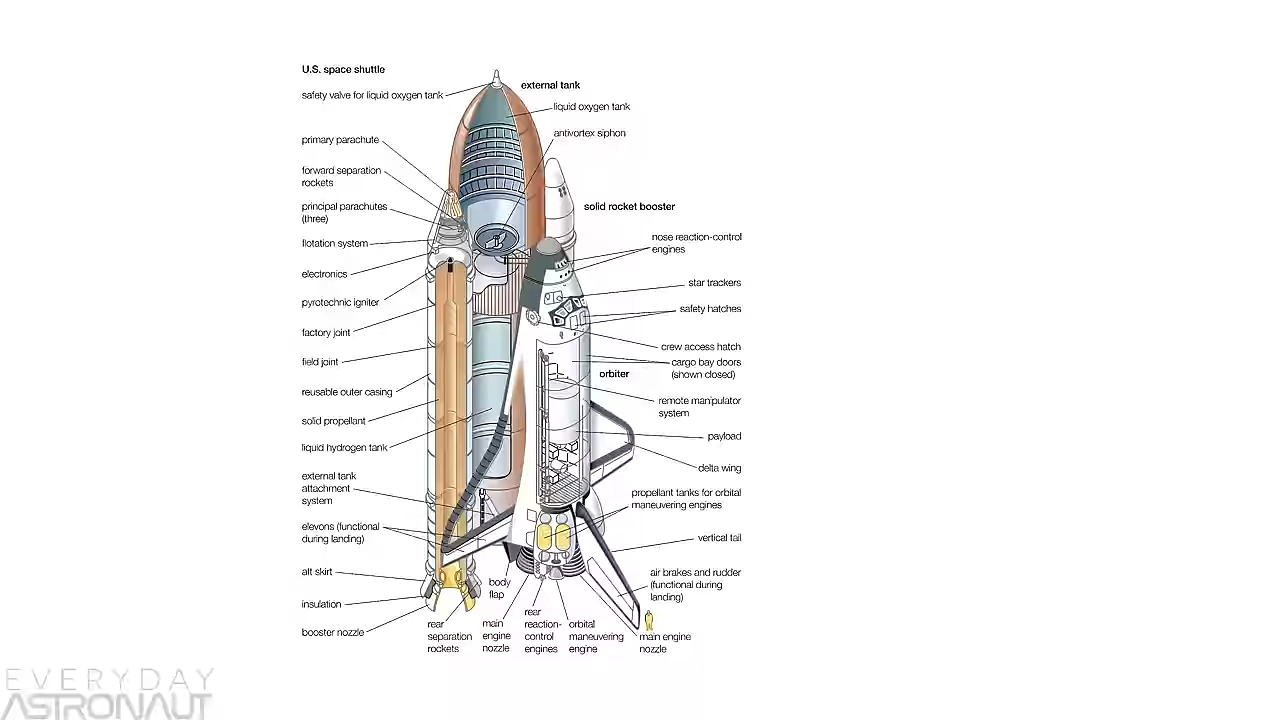 U.S. space shuttle
safety valve for liquid oxygen tank
external tank
liquid oxygen tank
antivortex siphon
primary parachute
forward separation
rockets
principal parachutes
(three)
flotation system
electronics
pyrotechnic igniter
factory joint
field joint
reusable outer casing
solid propellant
liquid hydrogen tank
external tank
attachment
system
elevons (functional
during landing)
aft skirt
insulation
booster nozzle
solid rocket booster
nose reaction-control
engines
star trackers
safety hatches
crew access hatch
cargo bay doors
(shown closed)
orbiter
remote manipulator
system
payload
delta wing
propellant tanks for orbital
maneuvering engines
vertical tail
air brakes and rudder
(functional during
landing)
rear
separation
rockets
body
flap
main
engine
nozzle
rear
reaction-
control
engines
orbital
maneuvering
engine
main engine
nozzle
EVERYDAY
ASTRONAUT